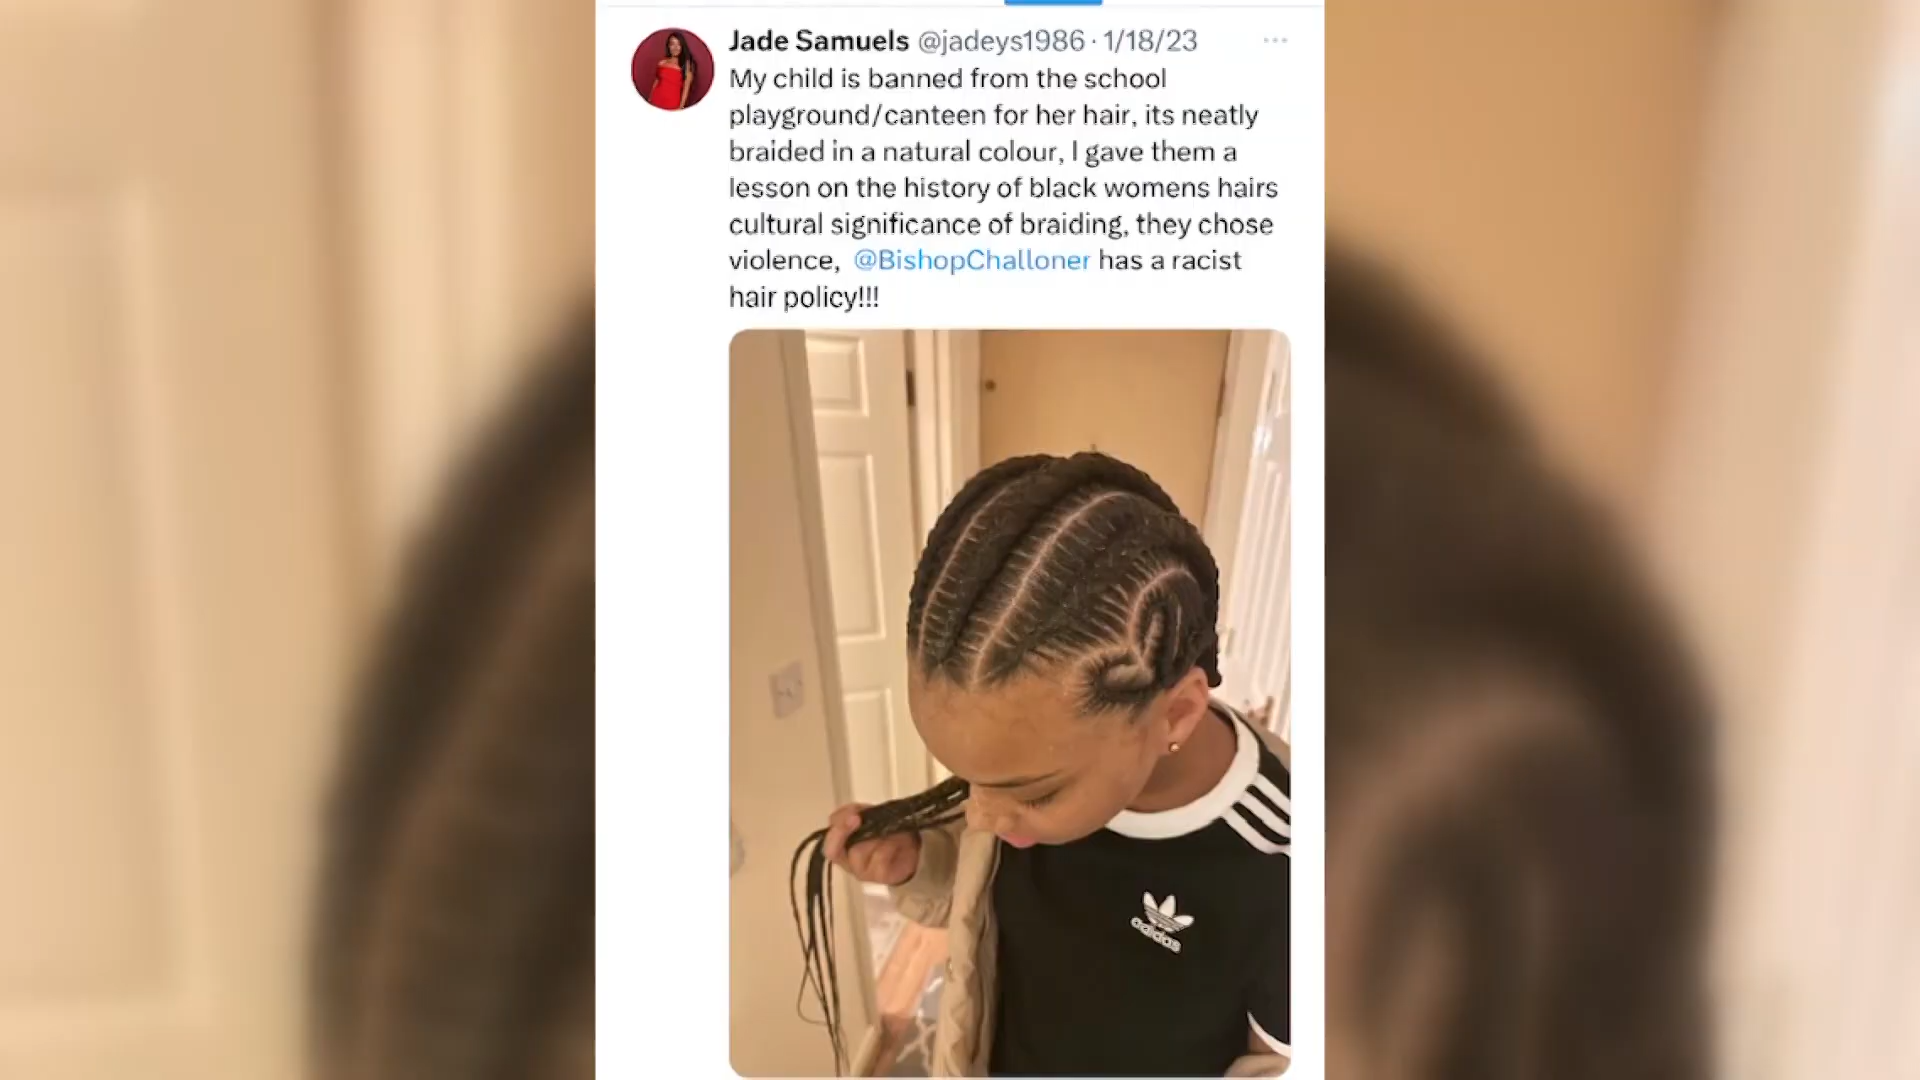 Jade Samuels @jadeys1986 · 1/18/23
My child is banned from the school
playground/canteen for her hair, its neatly
braided in a natural colour, I gave them a
lesson on the history of black womens hairs
cultural significance of braiding, they chose
violence, @BishopChalloner has a racist
hair policy!!!
adidas